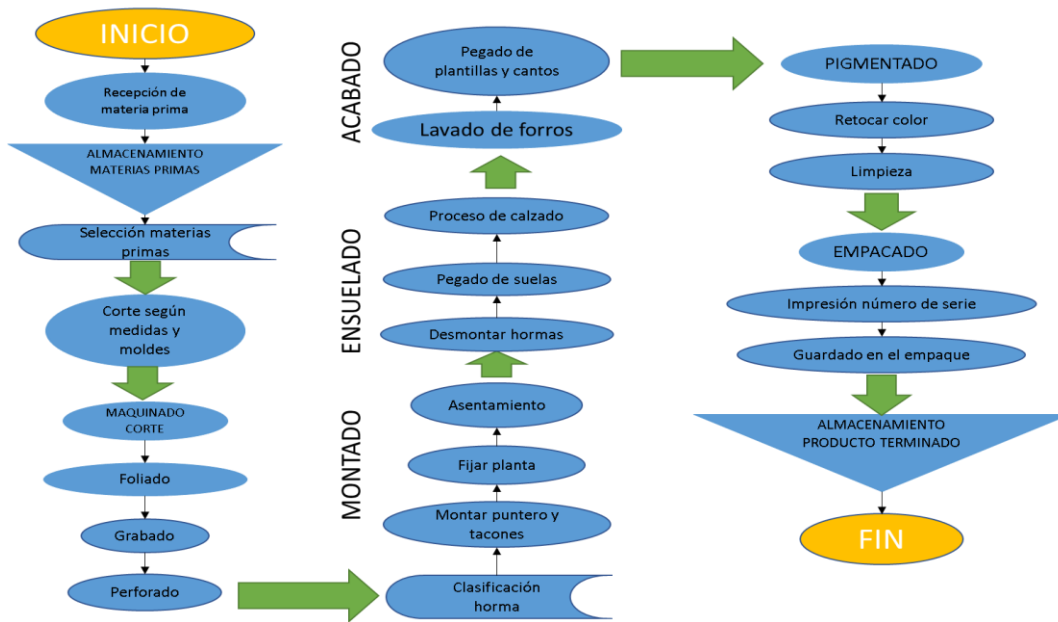 INICIO
Recepción de
materia prima
ALMACENAMIENTO
MATERIAS PRIMAS
Selección materias
primas
Corte según
medidas y
moldes
MAQUINADO
CORTE
Foliado
Grabado
Perforado
MONTADO
Clasificación
horma
Montar puntero y
tacones
Fijar planta
Asentamiento
ENSUELADO
Desmontar hormas
Pegado de suelas
Proceso de calzado
ACABADO
Lavado de forros
Pegado de
plantillas y cantos
PIGMENTADO
Retocar color
Limpieza
EMPACADO
Impresión número de serie
Guardado en el empaque
ALMACENAMIENTO
PRODUCTO TERMINADO
FIN